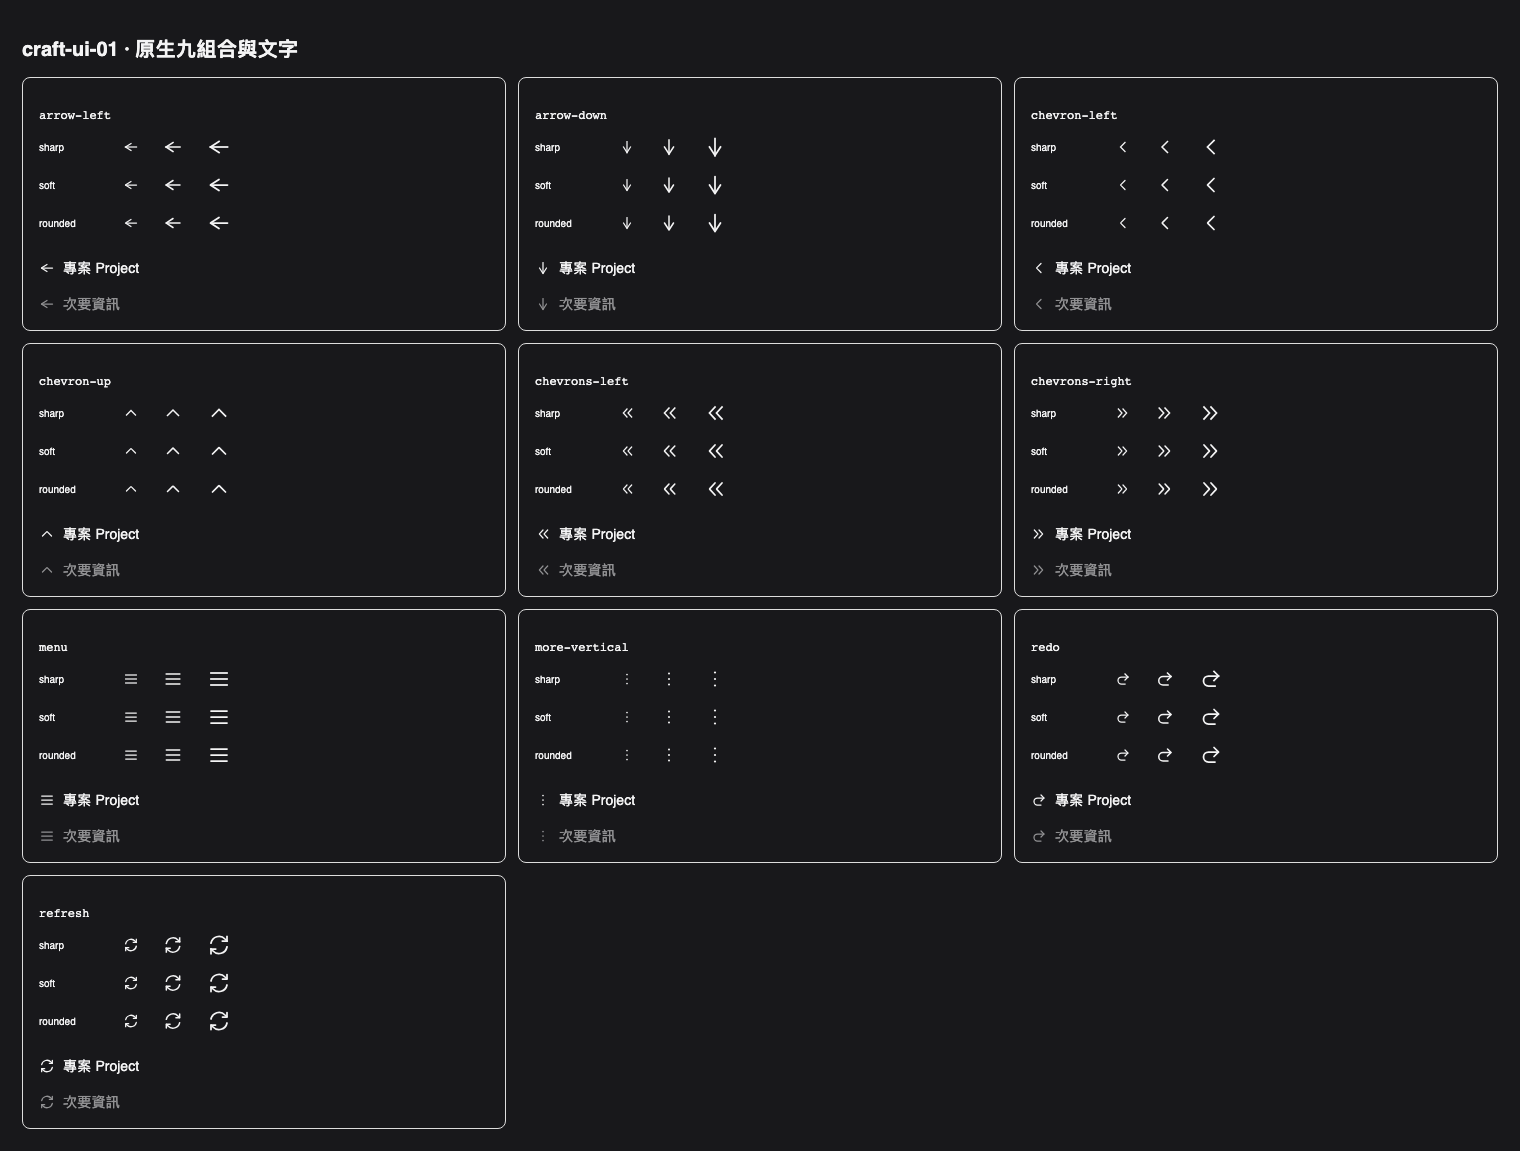 craft-ui-01 · 原生九組合與文字
arrow-left
sharp
soft
rounded
專案 Project
次要資訊
arrow-down
sharp
soft
rounded
專案 Project
次要資訊
chevron-left
sharp
soft
rounded
專案 Project
次要資訊
chevron-up
sharp
soft
rounded
專案 Project
次要資訊
chevrons-left
sharp
soft
rounded
專案 Project
次要資訊
chevrons-right
sharp
soft
rounded
專案 Project
次要資訊
menu
sharp
soft
rounded
專案 Project
次要資訊
more-vertical
sharp
soft
rounded
專案 Project
次要資訊
redo
sharp
soft
rounded
專案 Project
次要資訊
refresh
sharp
soft
rounded
專案 Project
次要資訊